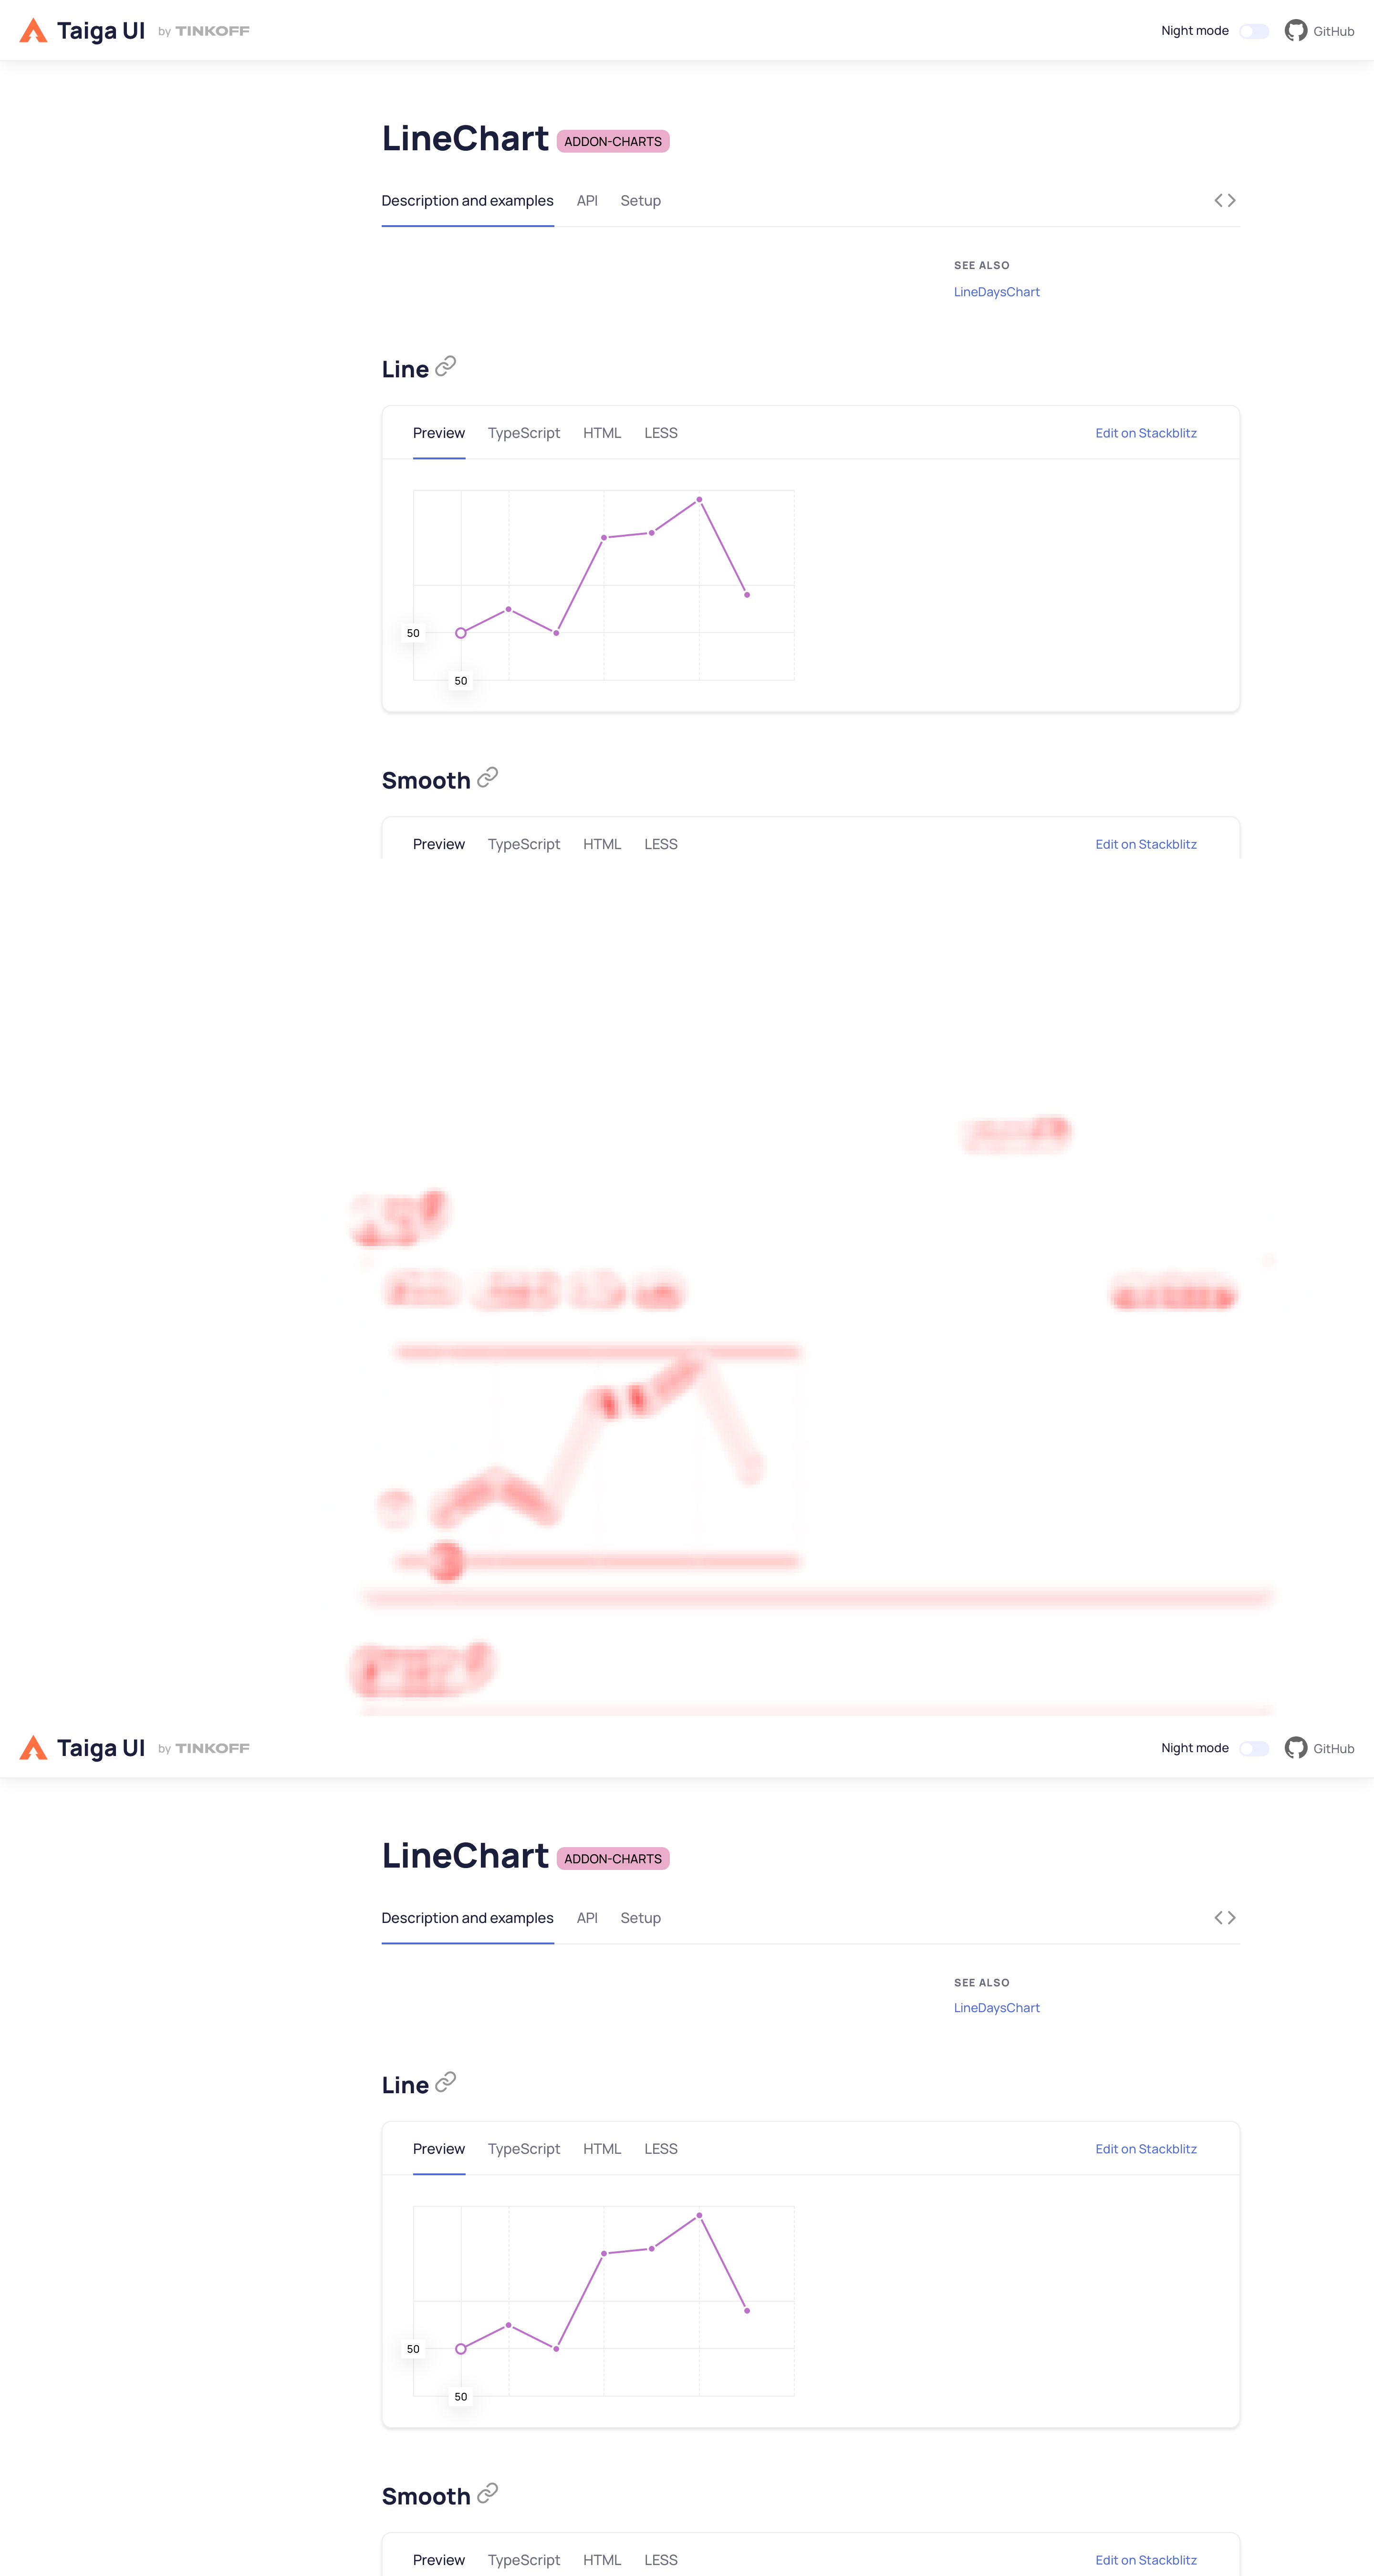 Taiga UI by TINKOFF Night mode GitHub
LineChart ADDON-CHARTS
Description and examples API Setup
SEE ALSO
LineDaysChart
Line
Preview TypeScript HTML LESS Edit on Stackblitz
50
50
Smooth
Preview TypeScript HTML LESS Edit on Stackblitz
Taiga UI by TINKOFF Night mode GitHub
LineChart ADDON-CHARTS
Description and examples API Setup
SEE ALSO
LineDaysChart
Line
Preview TypeScript HTML LESS Edit on Stackblitz
50
50
Smooth
Preview TypeScript HTML LESS Edit on Stackblitz